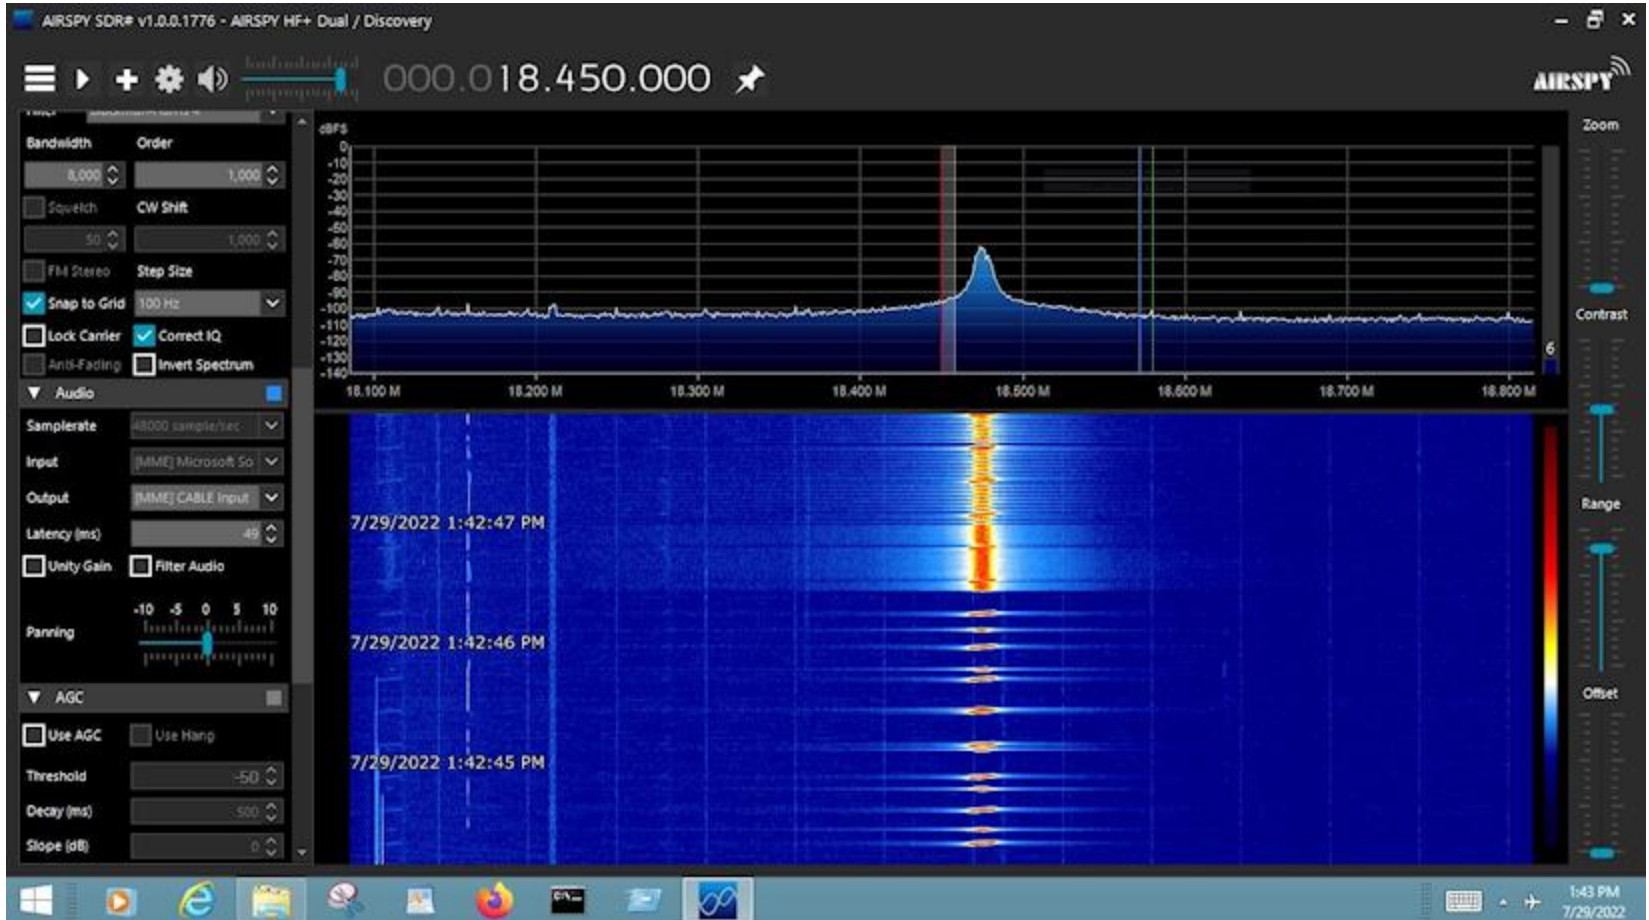 AIRSPY SDR# v1.0.0.1776 - AIRSPY HF+ Dual / Discovery
000.018.450.000
AIRSPY
Filter
Bandwidth Order
8,000 1,000
Squelch CW Shift
50 1,000
FM Stereo Step Size
Snap to Grid 100 Hz
Lock Carrier Correct IQ
Anti-Fading Invert Spectrum
Audio
Samplerate 48000 sample/sec
Input [MME] Microsoft So
Output [MME] CABLE Input
Latency (ms) 49
Unity Gain Filter Audio
-10 -5 0 5 10
Panning
AGC
Use AGC Use Hang
Threshold -50
Decay (ms) 500
Slope (dB) 0
dBFS
0
-10
-20
-30
-40
-50
-60
-70
-80
-90
-100
-110
-120
-130
-140
18.100 M 18.200 M 18.300 M 18.400 M 18.500 M 18.600 M 18.700 M 18.800 M
6
7/29/2022 1:42:47 PM
7/29/2022 1:42:46 PM
7/29/2022 1:42:45 PM
Zoom
Contrast
Range
Offset
1:43 PM
7/29/2022